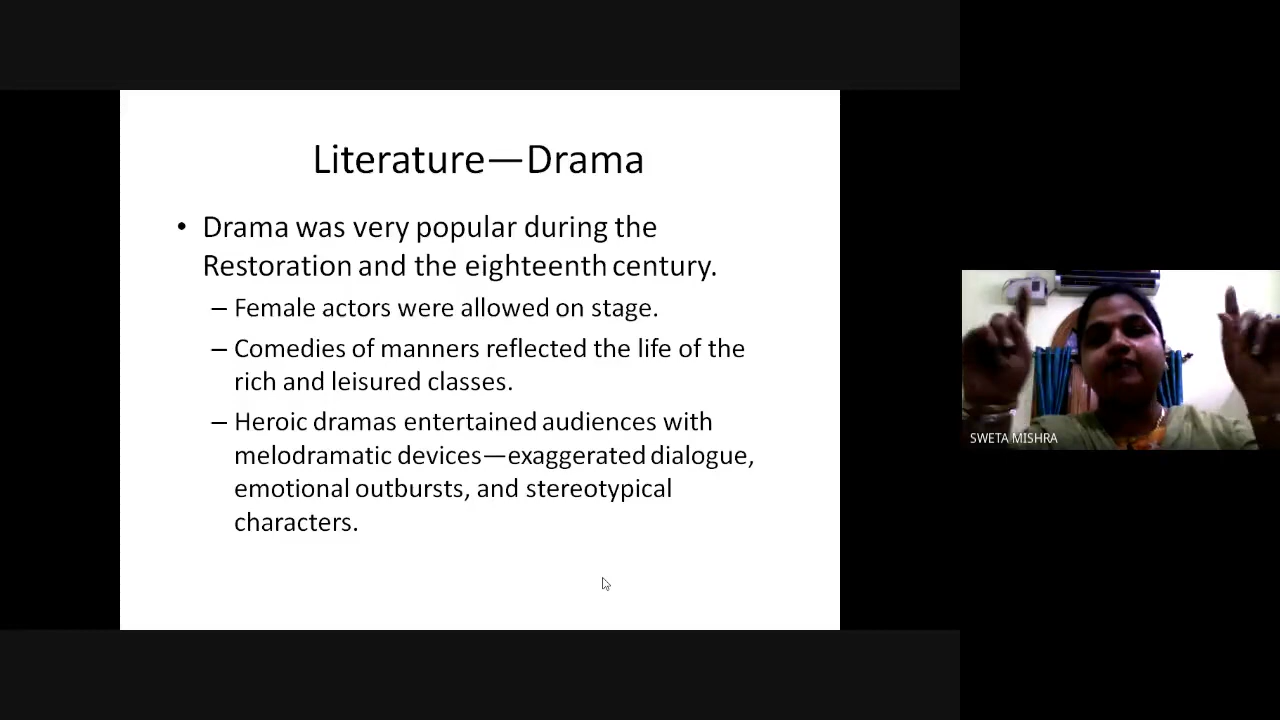 Literature—Drama
• Drama was very popular during the
Restoration and the eighteenth century.
– Female actors were allowed on stage.
– Comedies of manners reflected the life of the
rich and leisured classes.
– Heroic dramas entertained audiences with
melodramatic devices—exaggerated dialogue,
emotional outbursts, and stereotypical
characters.
SWETA MISHRA